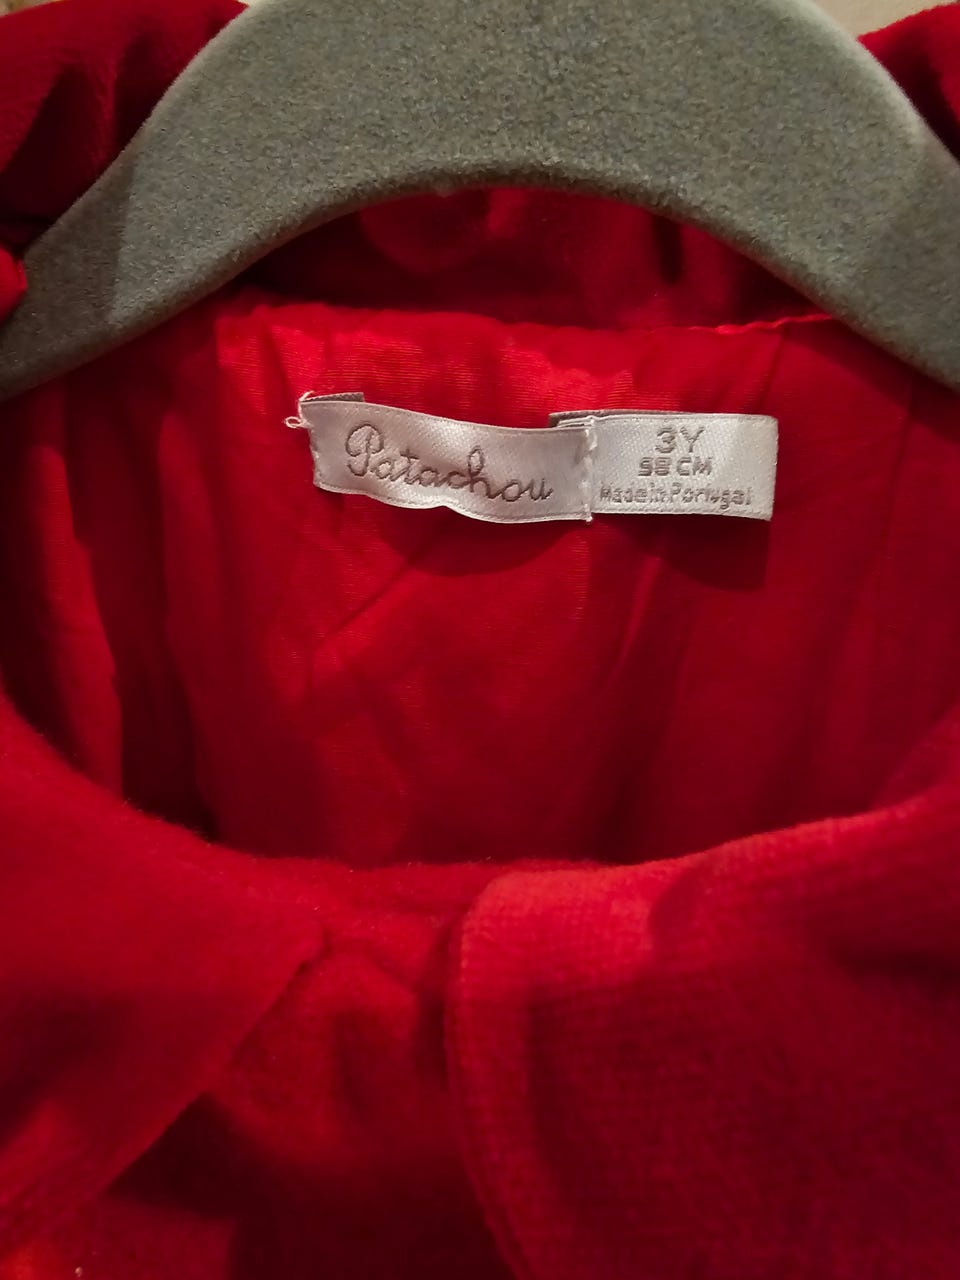 Patachou
3Y
98 CM
Made in Portugal